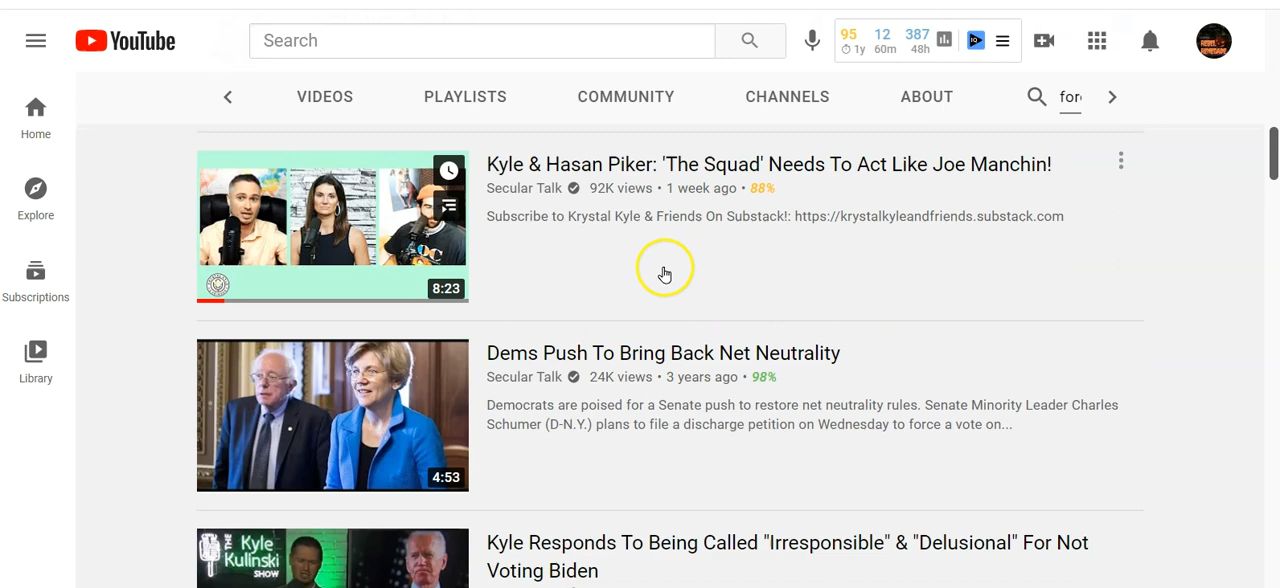 YouTube
Search
95 12 387
1y 60m 48h
IQ
VIDEOS PLAYLISTS COMMUNITY CHANNELS ABOUT for
Home
Explore
Subscriptions
Library
8:23
Kyle & Hasan Piker: 'The Squad' Needs To Act Like Joe Manchin!
Secular Talk 92K views • 1 week ago • 88%
Subscribe to Krystal Kyle & Friends On Substack!: https://krystalkyleandfriends.substack.com
4:53
Dems Push To Bring Back Net Neutrality
Secular Talk 24K views • 3 years ago • 98%
Democrats are poised for a Senate push to restore net neutrality rules. Senate Minority Leader Charles
Schumer (D-N.Y.) plans to file a discharge petition on Wednesday to force a vote on...
THE
Kyle
Kulinski
SHOW
Kyle Responds To Being Called "Irresponsible" & "Delusional" For Not
Voting Biden